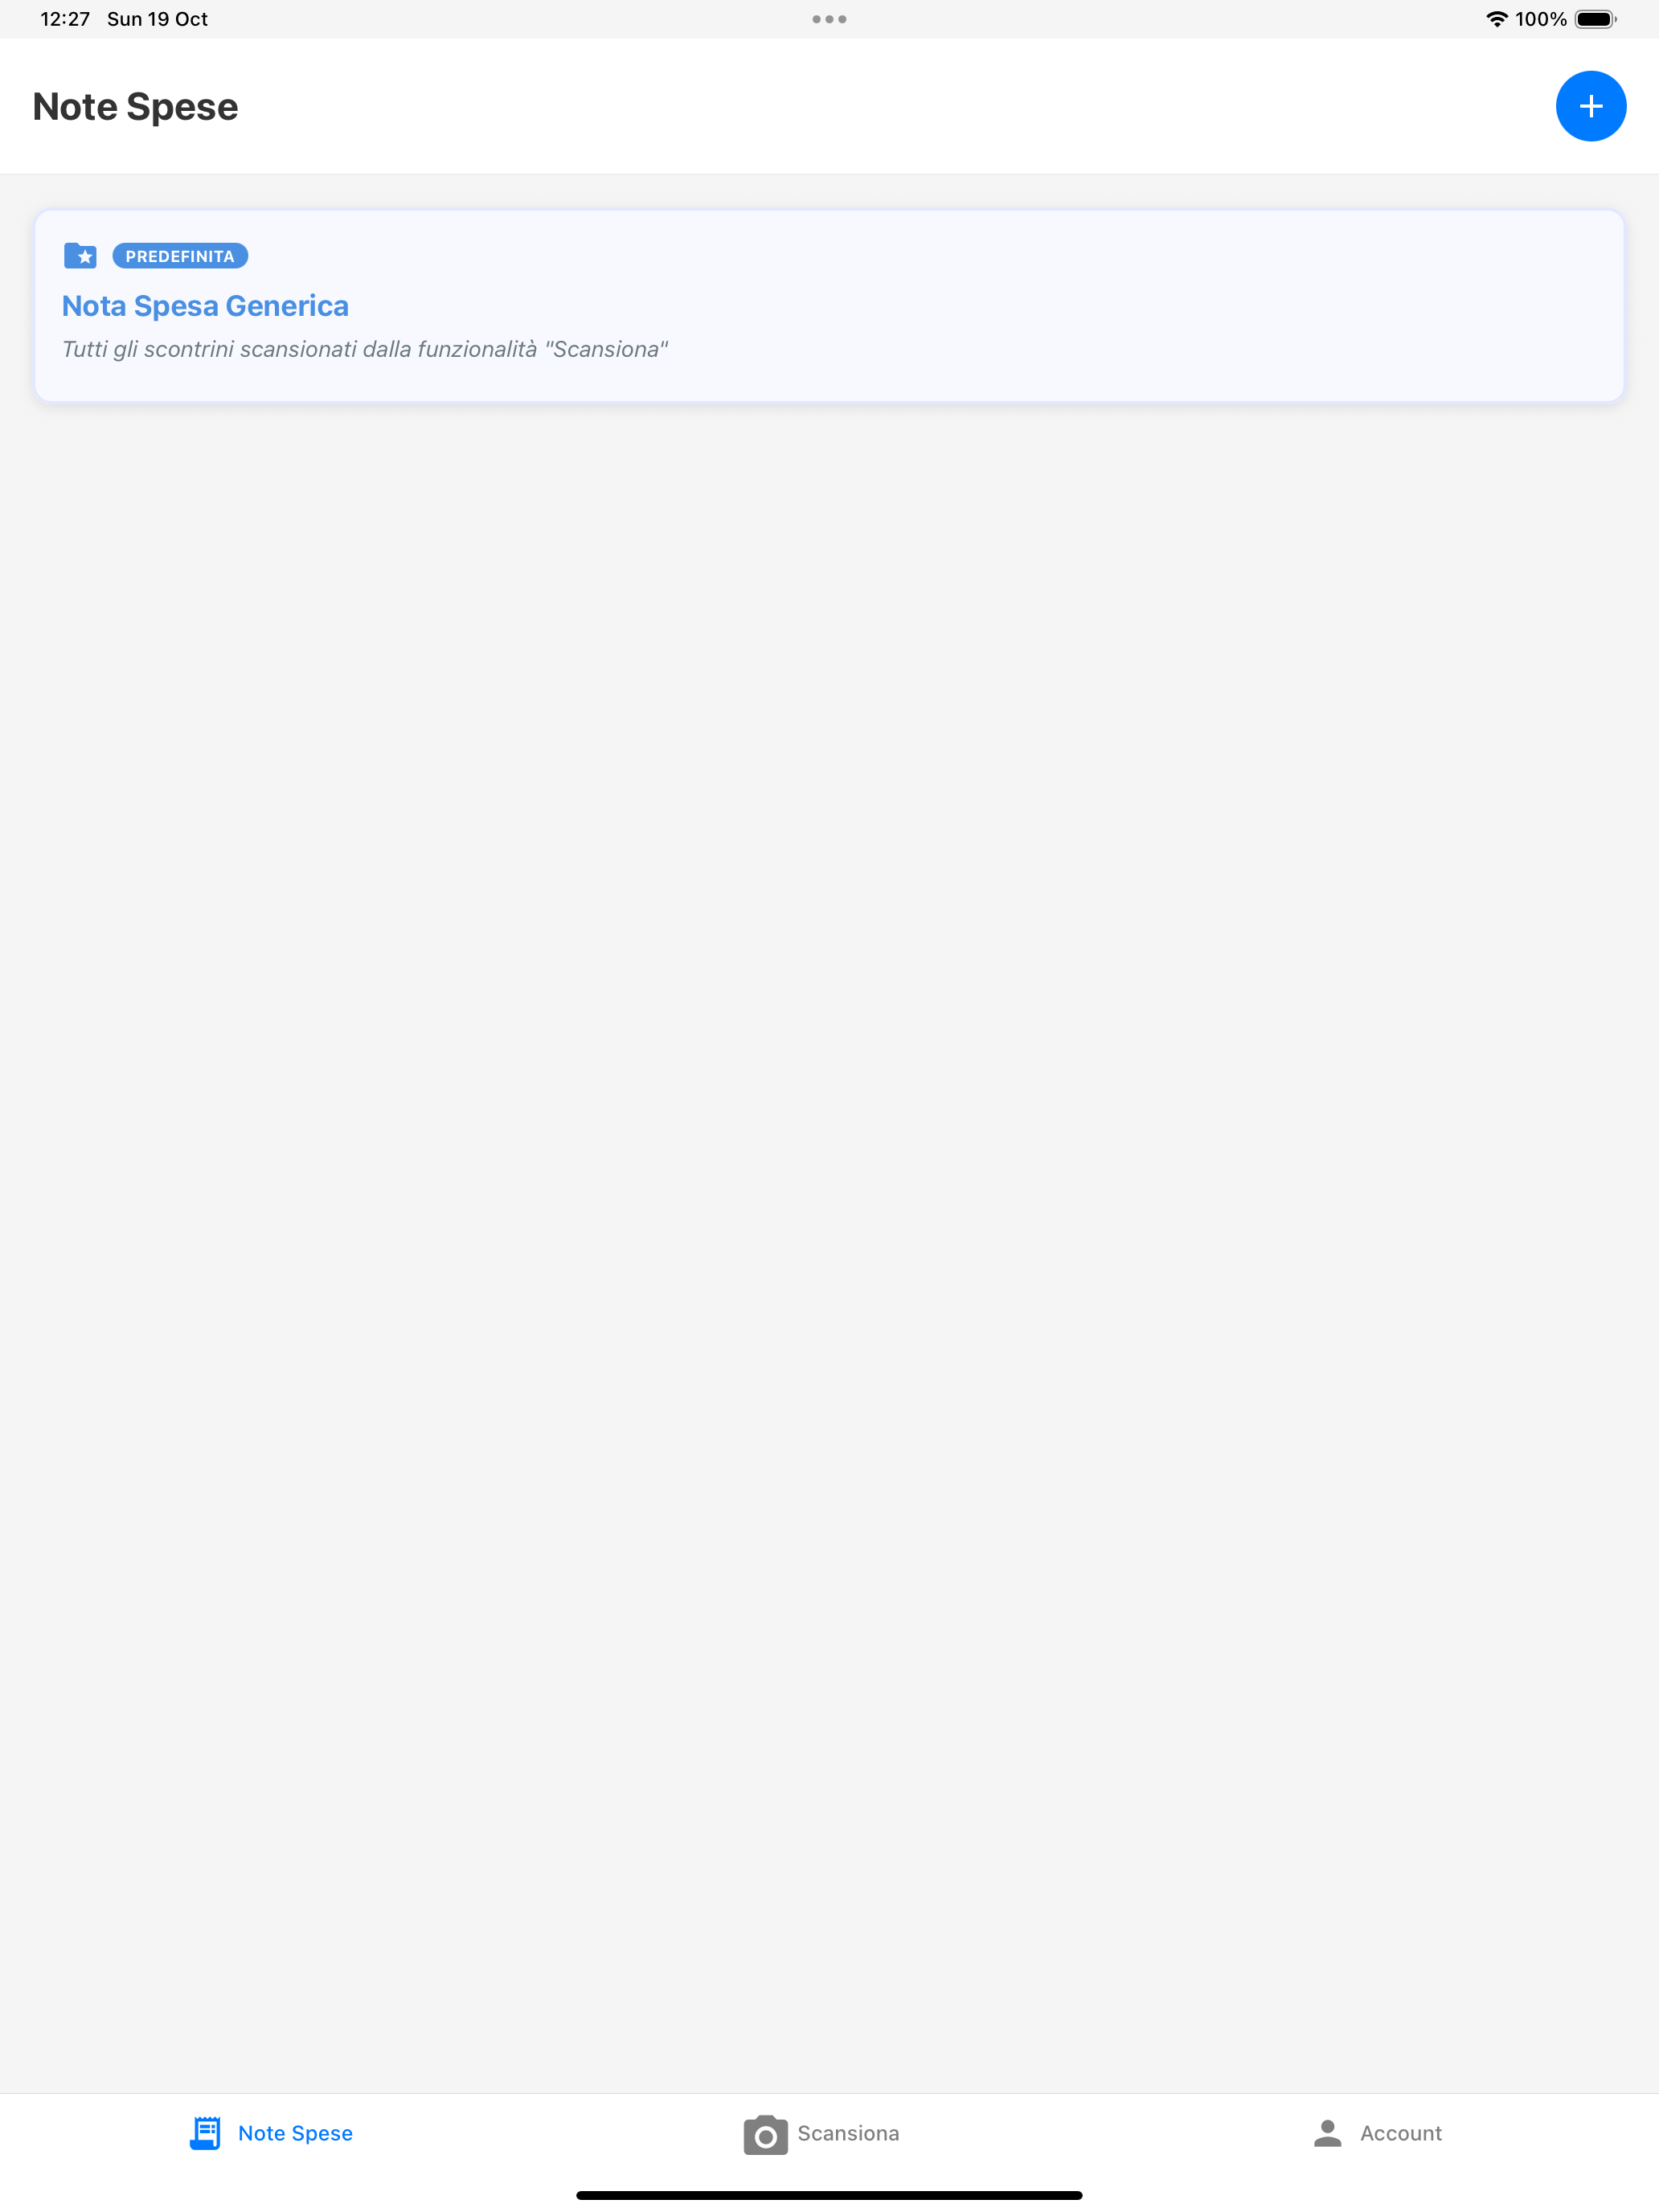 12:27 Sun 19 Oct 100%
Note Spese
PREDEFINITA
Nota Spesa Generica
Tutti gli scontrini scansionati dalla funzionalità "Scansiona"
Note Spese Scansiona Account